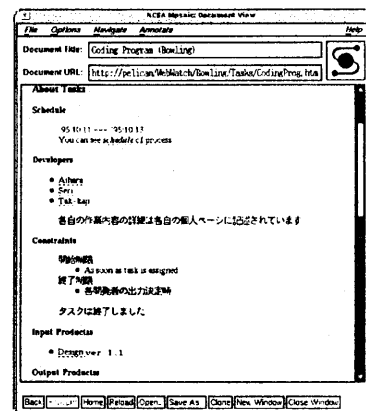 NCSA Mosaic: Document View
File Options Navigate Annotate Help
Document Title: Coding Program (Bowling)
Document URL: http://pelican/WebWatch/Bowling/Tasks/CodingProg.htm
About Tasks
Schedule
'95.10.11 --- '95.10.13
You can see schedule of process
Developers
Aihara
Seri
Tak-kaji
各自の作業内容の詳細は各自の個人ページに記述されています
Constraints
開始制限
As soon as task is assigned
終了制限
各開発者の出力決定時
タスクは終了しました
Input Products
Design ver 1.1
Output Products
Back Home Reload Open.. Save As.. Clone New Window Close Window